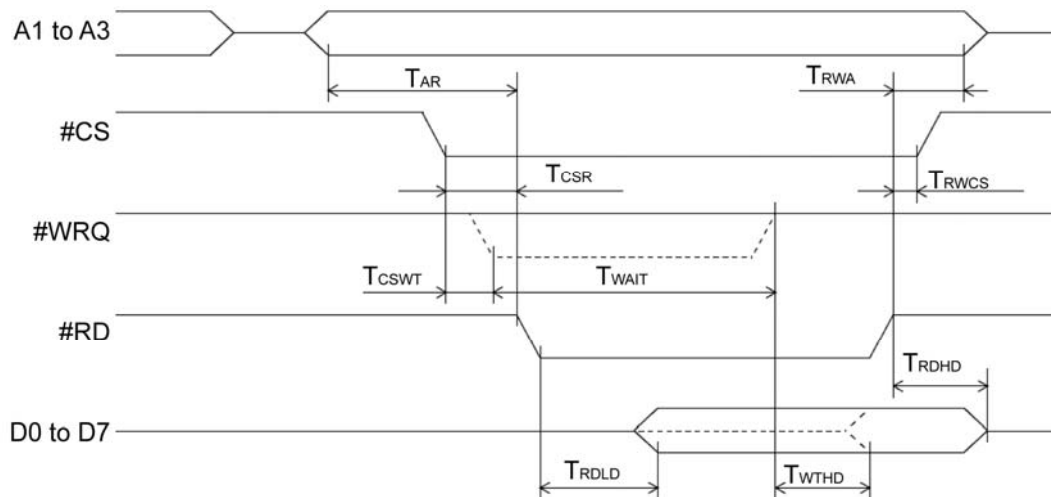 A1 to A3
TAR
TRWA
#CS
TCSR
TRWCS
#WRQ
TCSWT
TWAIT
#RD
TRDHD
D0 to D7
TRDLD
TWTHD